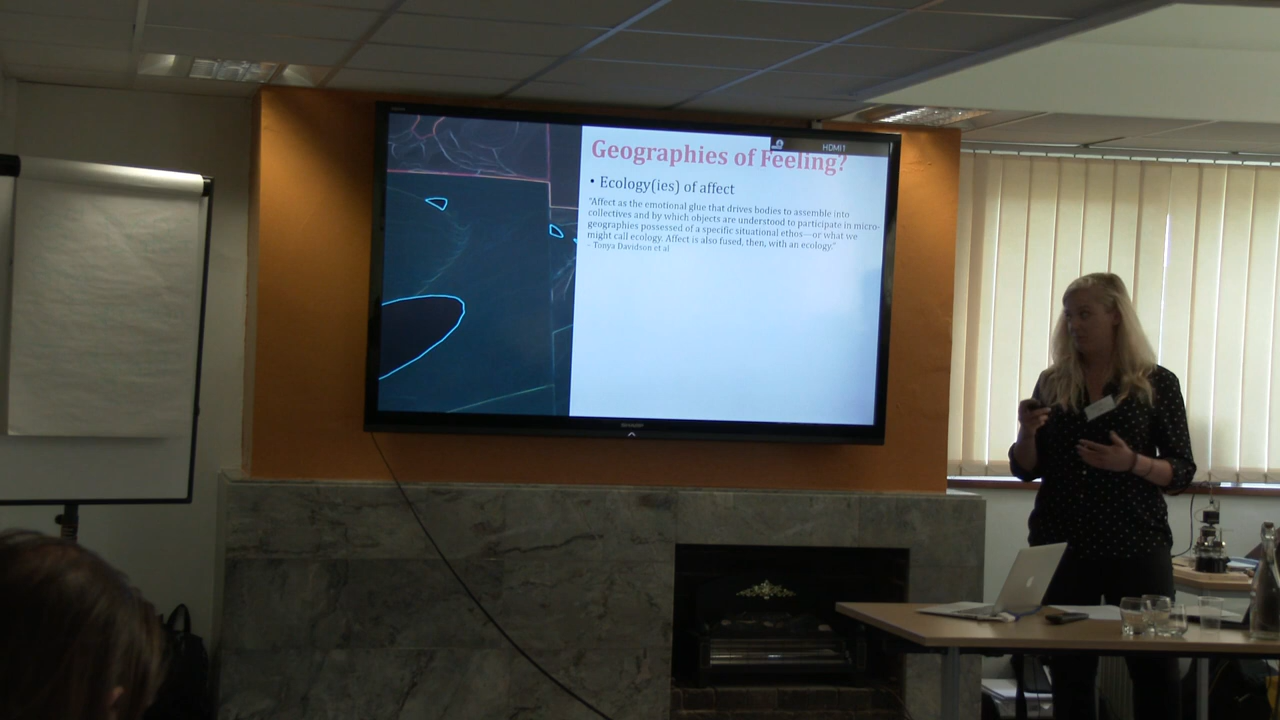 HDMI1
Geographies of Feeling?
• Ecology(ies) of affect
"Affect as the emotional glue that drives bodies to assemble into
collectives and by which objects are understood to participate in micro-
geographies possessed of a specific situational ethos—or what we
might call ecology. Affect is also fused, then, with an ecology."
- Tonya Davidson et al
SHARP